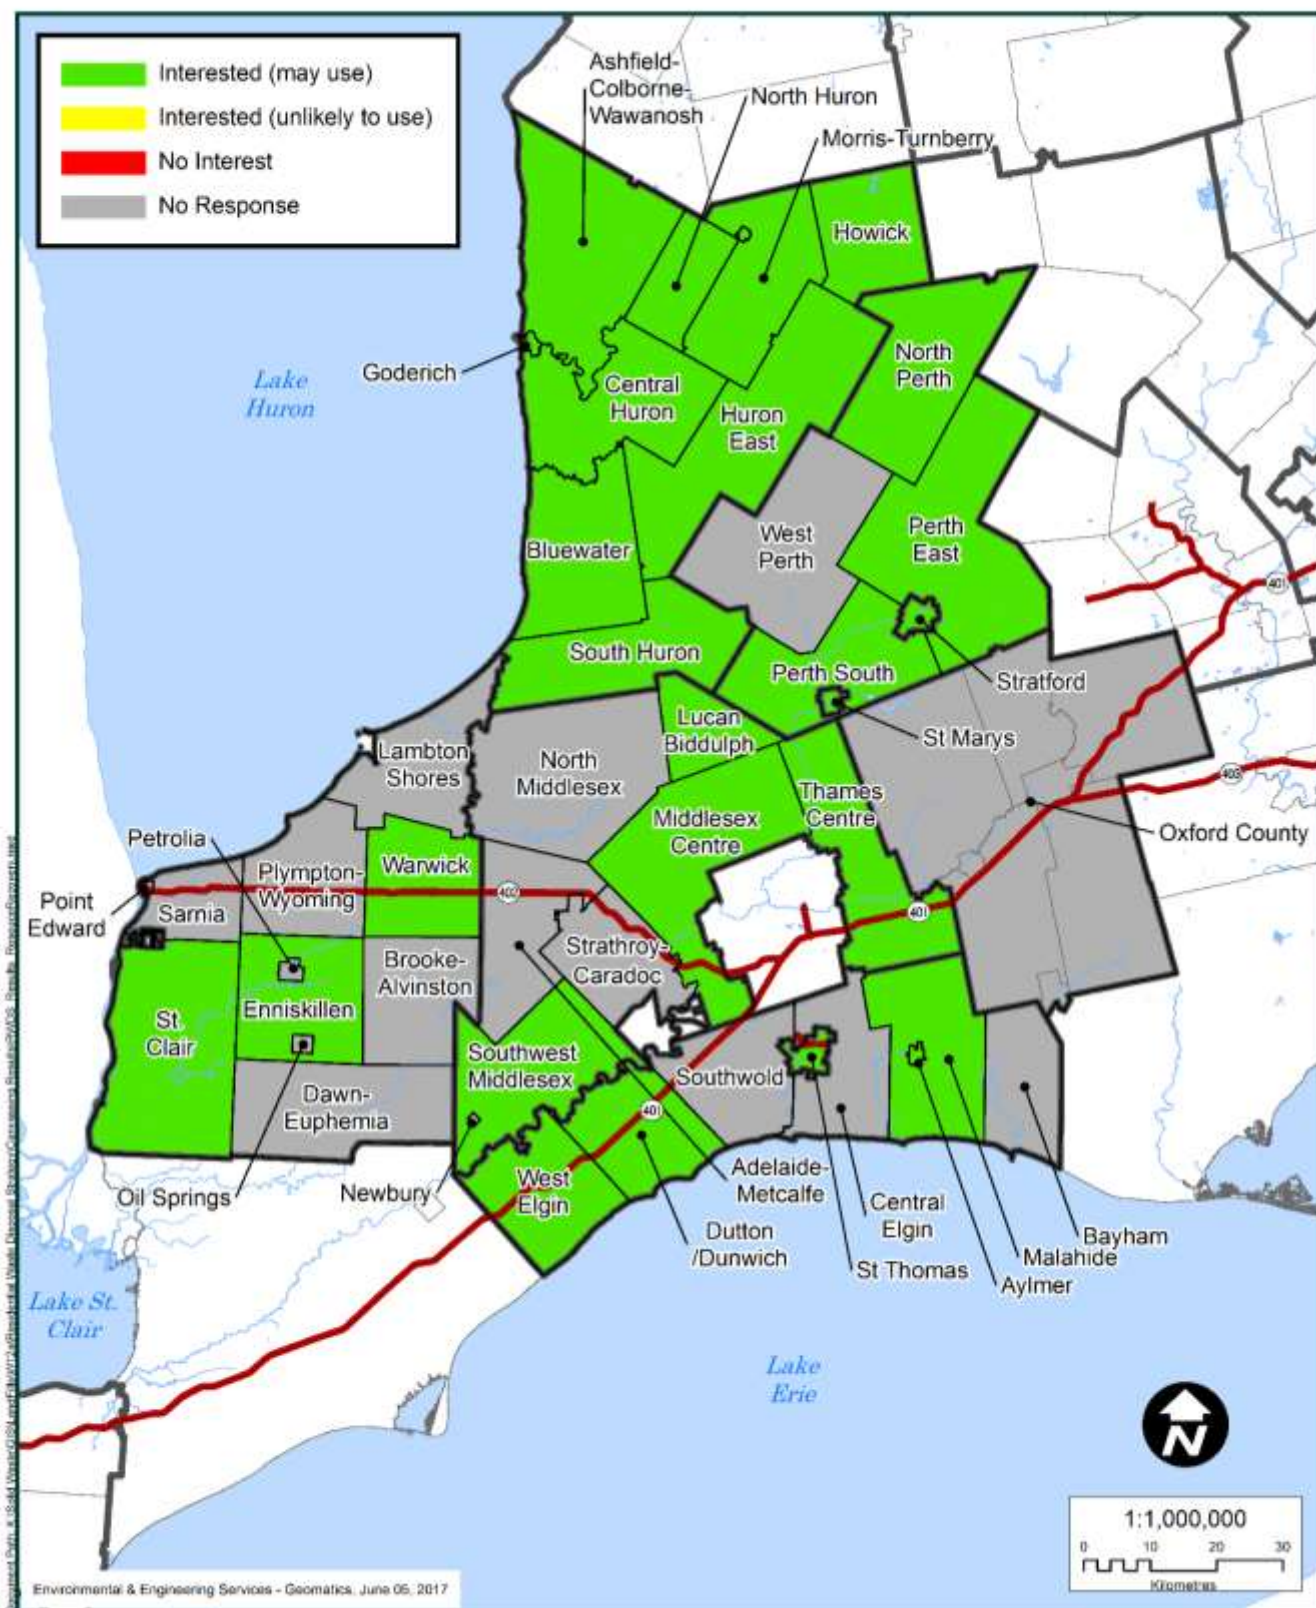 Interested (may use)
Interested (unlikely to use)
No Interest
No Response
Ashfield-
Colborne-
Wawanosh
North Huron
Morris-Turnberry
Howick
Goderich
Lake
Huron
Central
Huron
North
Perth
Huron
East
West
Perth
Perth
East
Bluewater
401
South Huron
Perth South
Stratford
Lucan
Biddulph
St Marys
Lambton
Shores
North
Middlesex
403
Thames
Centre
Middlesex
Centre
Oxford County
Petrolia
Warwick
Plympton-
Wyoming
402
Point
Edward
Sarnia
401
Strathroy-
Caradoc
Brooke-
Alvinston
Enniskillen
St.
Clair
Southwest
Middlesex
Southwold
Dawn-
Euphemia
401
Oil Springs
Newbury
West
Elgin
Adelaide-
Metcalfe
Dutton
/Dunwich
Central
Elgin
St Thomas
Bayham
Malahide
Aylmer
Lake St.
Clair
Lake
Erie
N
1:1,000,000
0 10 20 30
Kilometres
Environmental & Engineering Services - Geomatics, June 05, 2017